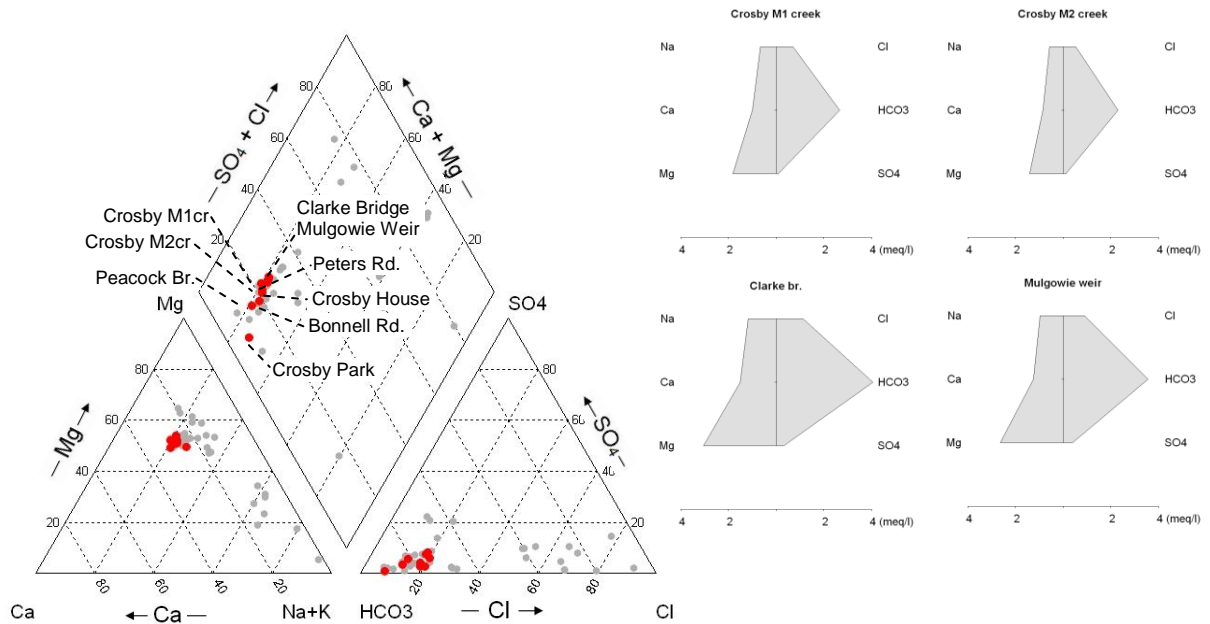 80
80
← SO₄ + Cl →
← Ca + Mg —
60
60
40
40
20
20
Crosby M1cr
Crosby M2cr
Peacock Br.
Clarke Bridge
Mulgowie Weir
Peters Rd.
Crosby House
Bonnell Rd.
Crosby Park
Mg
SO4
80
80
60
60
— Mg →
← SO₄—
40
40
20
20
80
60
40
20
20
40
60
80
Ca
← Ca —
Na+K
HCO3
— Cl →
Cl
Crosby M1 creek
Na
Cl
Ca
HCO3
Mg
SO4
4 2 2 4 (meq/l)
Crosby M2 creek
Na
Cl
Ca
HCO3
Mg
SO4
4 2 2 4 (meq/l)
Clarke br.
Na
Cl
Ca
HCO3
Mg
SO4
4 2 2 4 (meq/l)
Mulgowie weir
Na
Cl
Ca
HCO3
Mg
SO4
4 2 2 4 (meq/l)